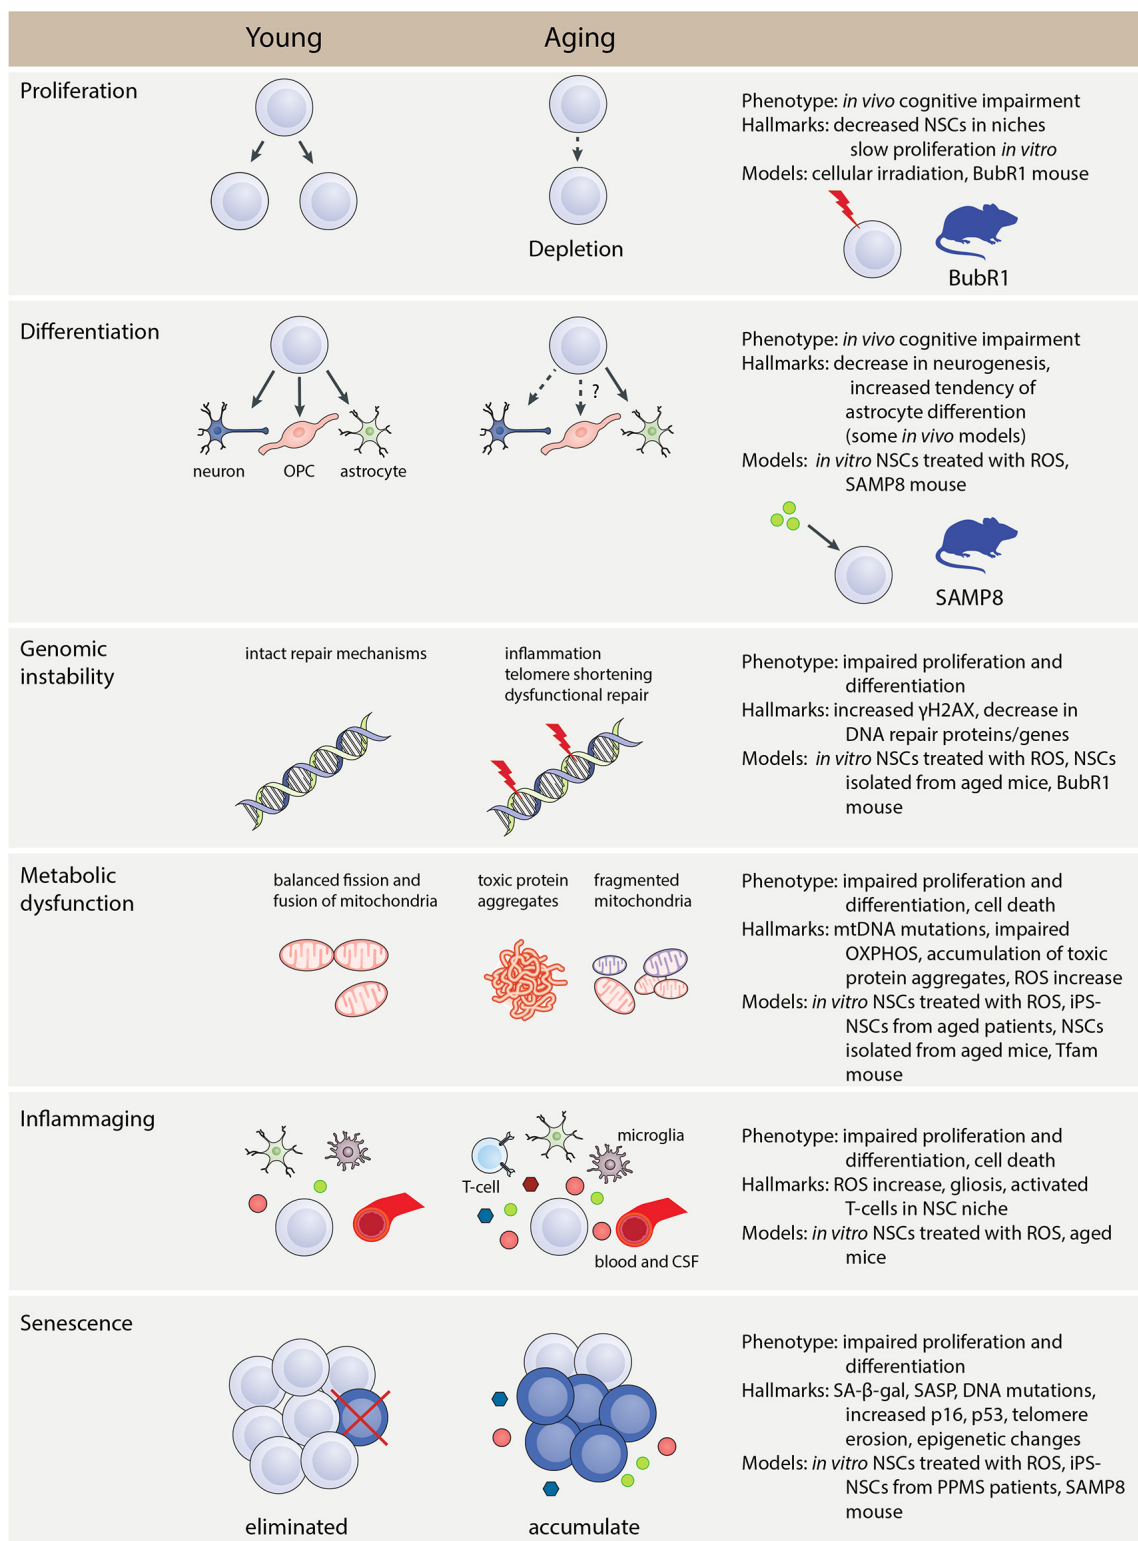 Young
Aging
Proliferation
Depletion
Phenotype: in vivo cognitive impairment
Hallmarks: decreased NSCs in niches
slow proliferation in vitro
Models: cellular irradiation, BubR1 mouse
BubR1
Differentiation
neuron
OPC
astrocyte
?
Phenotype: in vivo cognitive impairment
Hallmarks: decrease in neurogenesis,
increased tendency of
astrocyte differention
(some in vivo models)
Models: in vitro NSCs treated with ROS,
SAMP8 mouse
SAMP8
Genomic
instability
intact repair mechanisms
inflammation
telomere shortening
dysfunctional repair
Phenotype: impaired proliferation and
differentiation
Hallmarks: increased γH2AX, decrease in
DNA repair proteins/genes
Models: in vitro NSCs treated with ROS, NSCs
isolated from aged mice, BubR1
mouse
Metabolic
dysfunction
balanced fission and
fusion of mitochondria
toxic protein
aggregates
fragmented
mitochondria
Phenotype: impaired proliferation and
differentiation, cell death
Hallmarks: mtDNA mutations, impaired
OXPHOS, accumulation of toxic
protein aggregates, ROS increase
Models: in vitro NSCs treated with ROS, iPS-
NSCs from aged patients, NSCs
isolated from aged mice, Tfam
mouse
Inflammaging
microglia
T-cell
blood and CSF
Phenotype: impaired proliferation and
differentiation, cell death
Hallmarks: ROS increase, gliosis, activated
T-cells in NSC niche
Models: in vitro NSCs treated with ROS, aged
mice
Senescence
eliminated
accumulate
Phenotype: impaired proliferation and
differentiation
Hallmarks: SA-β-gal, SASP, DNA mutations,
increased p16, p53, telomere
erosion, epigenetic changes
Models: in vitro NSCs treated with ROS, iPS-
NSCs from PPMS patients, SAMP8
mouse